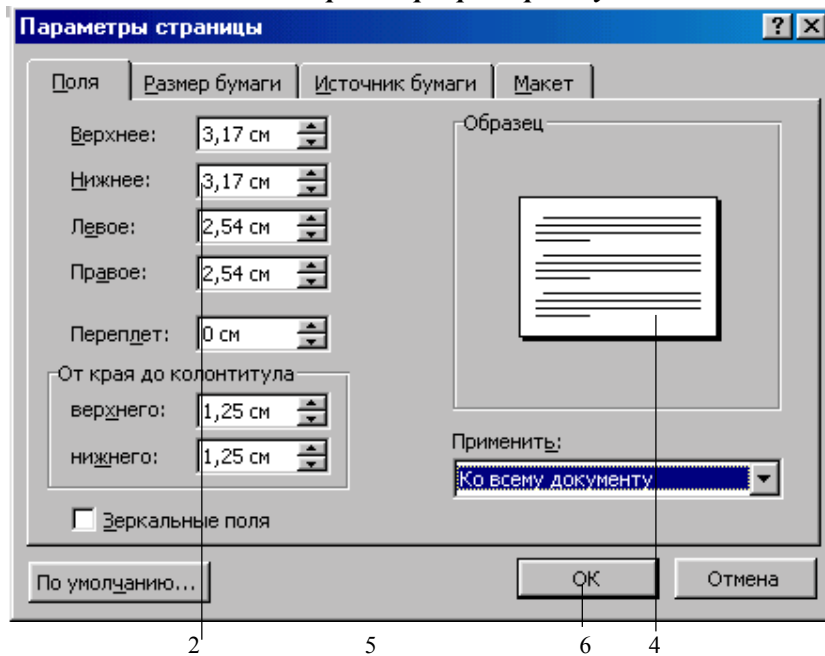 Параметры страницы
Поля Размер бумаги Источник бумаги Макет
Верхнее: 3,17 см
Нижнее: 3,17 см
Левое: 2,54 см
Правое: 2,54 см
Переплет: 0 см
От края до колонтитула
верхнего: 1,25 см
нижнего: 1,25 см
Зеркальные поля
Образец
Применить:
Ко всему документу
По умолчанию... ОК Отмена
2 5 6 4